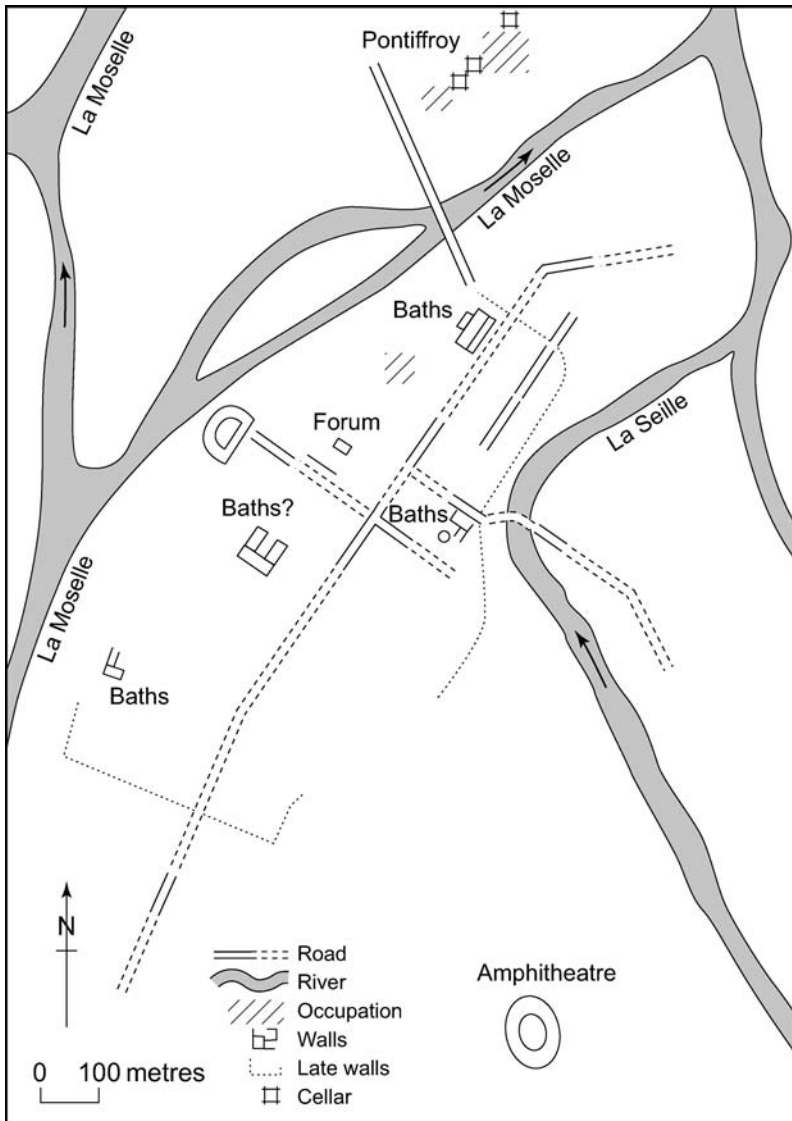 Pontiffroy
La Moselle
La Moselle
Baths
La Seille
Forum
Baths?
Baths
La Moselle
Baths
N
Amphitheatre
Road
River
Occupation
Walls
Late walls
Cellar
0 100 metres